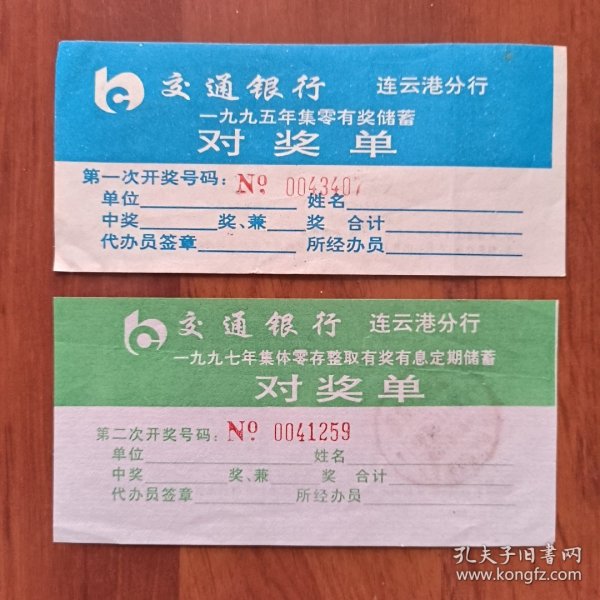 交通银行 连云港分行
一九九五年集零有奖储蓄
对奖单
第一次开奖号码: Nº 0043407
单位 姓名
中奖 奖、兼 奖 合计
代办员签章 所经办员
交通银行 连云港分行
一九九七年集体零存整取有奖有息定期储蓄
对奖单
第二次开奖号码: Nº 0041259
单位 姓名
中奖 奖、兼 奖 合计
代办员签章 所经办员
孔夫子旧书网
www.kongfz.com